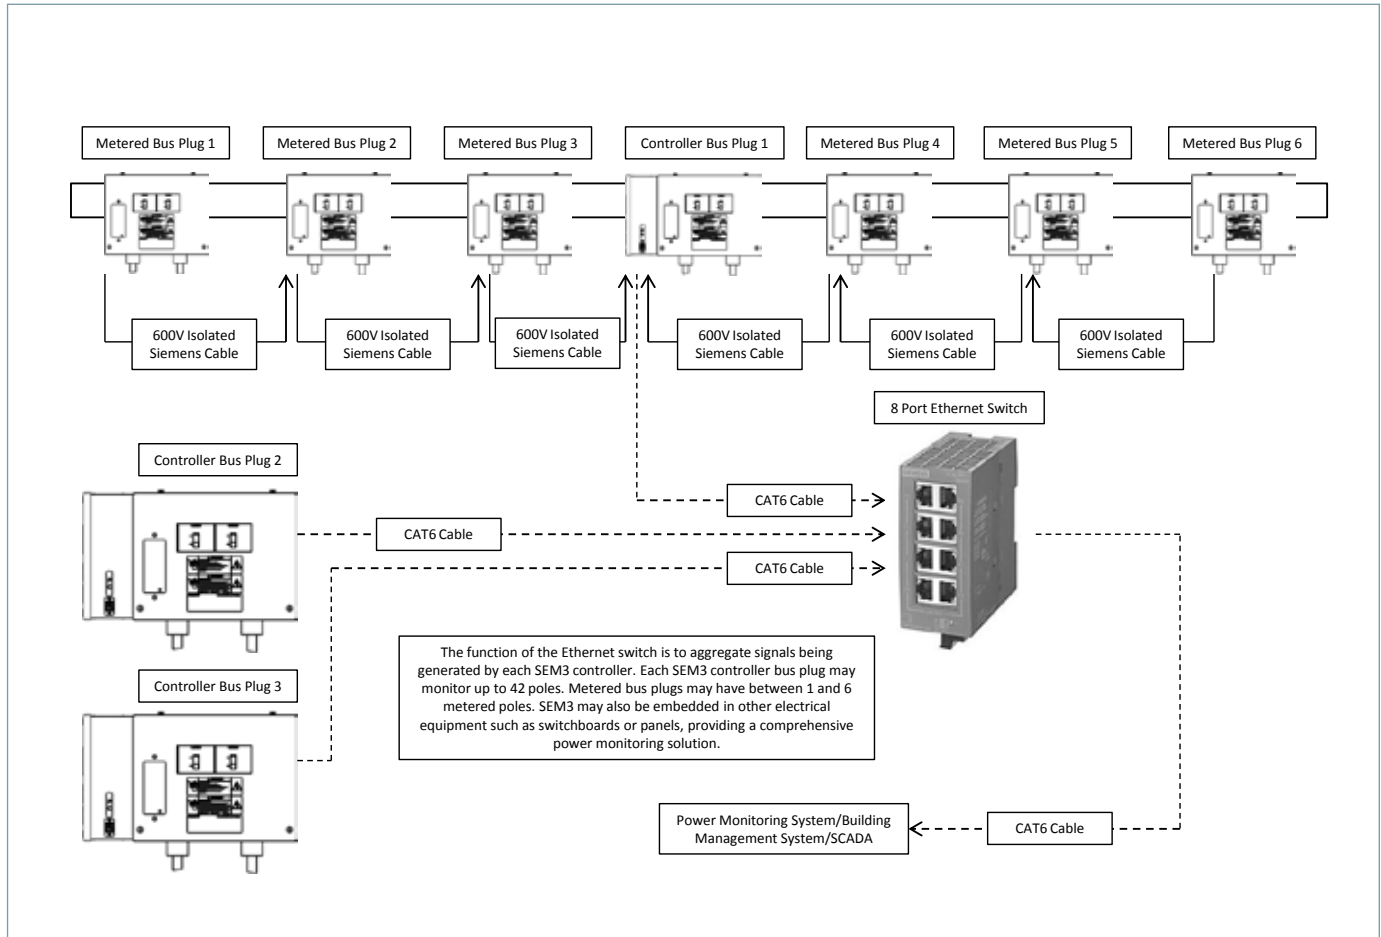 Metered Bus Plug 1
Metered Bus Plug 2
Metered Bus Plug 3
Controller Bus Plug 1
Metered Bus Plug 4
Metered Bus Plug 5
Metered Bus Plug 6
600V Isolated
Siemens Cable
600V Isolated
Siemens Cable
600V Isolated
Siemens Cable
600V Isolated
Siemens Cable
600V Isolated
Siemens Cable
600V Isolated
Siemens Cable
8 Port Ethernet Switch
Controller Bus Plug 2
CAT6 Cable
CAT6 Cable
CAT6 Cable
The function of the Ethernet switch is to aggregate signals being
generated by each SEM3 controller. Each SEM3 controller bus plug may
monitor up to 42 poles. Metered bus plugs may have between 1 and 6
metered poles. SEM3 may also be embedded in other electrical
equipment such as switchboards or panels, providing a comprehensive
power monitoring solution.
Controller Bus Plug 3
Power Monitoring System/Building
Management System/SCADA
CAT6 Cable